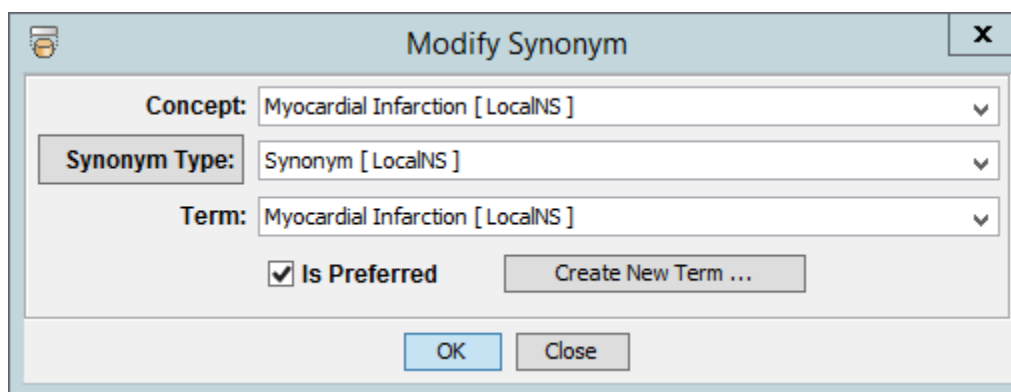 Modify Synonym
x
Concept: Myocardial Infarction [ LocalNS ]
Synonym Type: Synonym [ LocalNS ]
Term: Myocardial Infarction [ LocalNS ]
Is Preferred Create New Term ...
OK Close